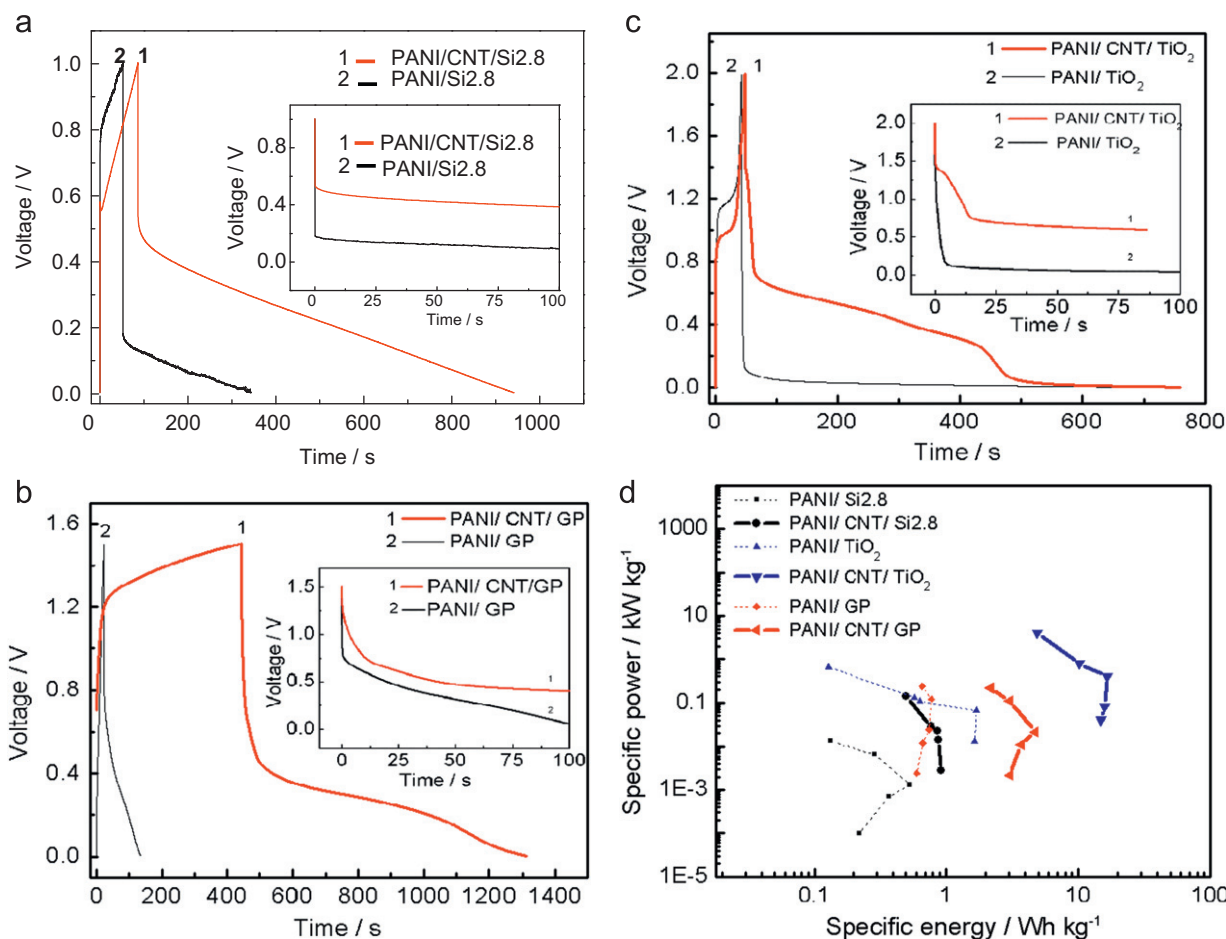 a
2 1
1 PANI/CNT/Si2.8
2 PANI/Si2.8
Voltage / V
1.0
0.8
0.6
0.4
0.2
0.0
0 200 400 600 800 1000
Time / s
1 PANI/CNT/Si2.8
2 PANI/Si2.8
Voltage / V
0.8
0.4
0.0
0 25 50 75 100
Time / s
c
2 1
1 PANI/ CNT/ TiO2
2 PANI/ TiO2
Voltage / V
2.0
1.6
1.2
0.8
0.4
0.0
0 200 400 600 800
Time / s
1 PANI/ CNT/ TiO2
2 PANI/ TiO2
Voltage / V
2.0
1.5
1.0
0.5
0.0
1
2
0 25 50 75 100
Time / s
b
2 1
1 PANI/ CNT/ GP
2 PANI/ GP
Voltage / V
1.6
1.2
0.8
0.4
0.0
0 200 400 600 800 1000 1200 1400
Time / s
1 PANI/ CNT/GP
2 PANI/ GP
Voltage / V
1.5
1.0
0.5
0.0
1
2
0 25 50 75 100
Time / s
d
PANI/ Si2.8
PANI/ CNT/ Si2.8
PANI/ TiO2
PANI/ CNT/ TiO2
PANI/ GP
PANI/ CNT/ GP
Specific power / kW kg-1
1000
10
0.1
1E-3
1E-5
0.1 1 10 100
Specific energy / Wh kg-1